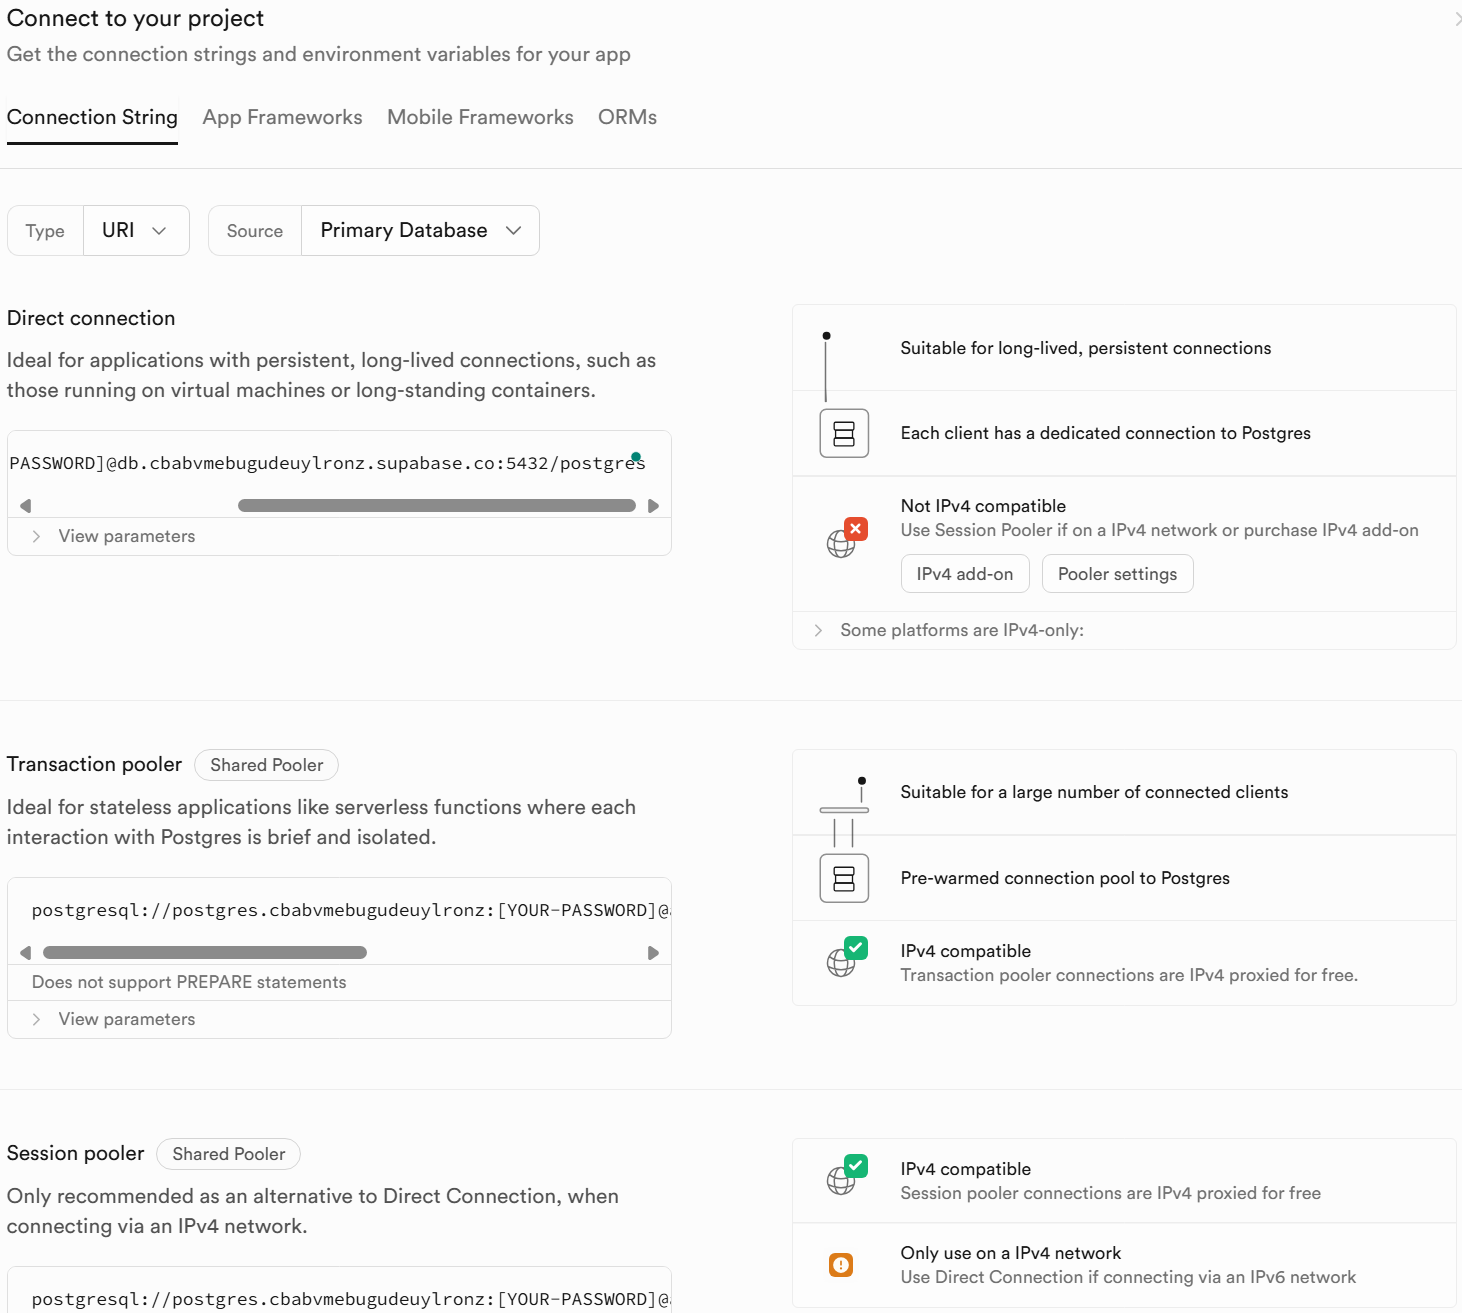 Connect to your project
Get the connection strings and environment variables for your app
Connection String
App Frameworks
Mobile Frameworks
ORMs
Type
URI
Source
Primary Database
Direct connection
Ideal for applications with persistent, long-lived connections, such as
those running on virtual machines or long-standing containers.
PASSWORD]@db.cbabvmebugudeuylronz.supabase.co:5432/postgres
View parameters
Suitable for long-lived, persistent connections
Each client has a dedicated connection to Postgres
Not IPv4 compatible
Use Session Pooler if on a IPv4 network or purchase IPv4 add-on
IPv4 add-on
Pooler settings
Some platforms are IPv4-only:
Transaction pooler
Shared Pooler
Ideal for stateless applications like serverless functions where each
interaction with Postgres is brief and isolated.
postgresql://postgres.cbabvmebugudeuylronz:[YOUR-PASSWORD]@
Does not support PREPARE statements
View parameters
Suitable for a large number of connected clients
Pre-warmed connection pool to Postgres
IPv4 compatible
Transaction pooler connections are IPv4 proxied for free.
Session pooler
Shared Pooler
Only recommended as an alternative to Direct Connection, when
connecting via an IPv4 network.
postgresql://postgres.cbabvmebugudeuylronz:[YOUR-PASSWORD]@
IPv4 compatible
Session pooler connections are IPv4 proxied for free
Only use on a IPv4 network
Use Direct Connection if connecting via an IPv6 network